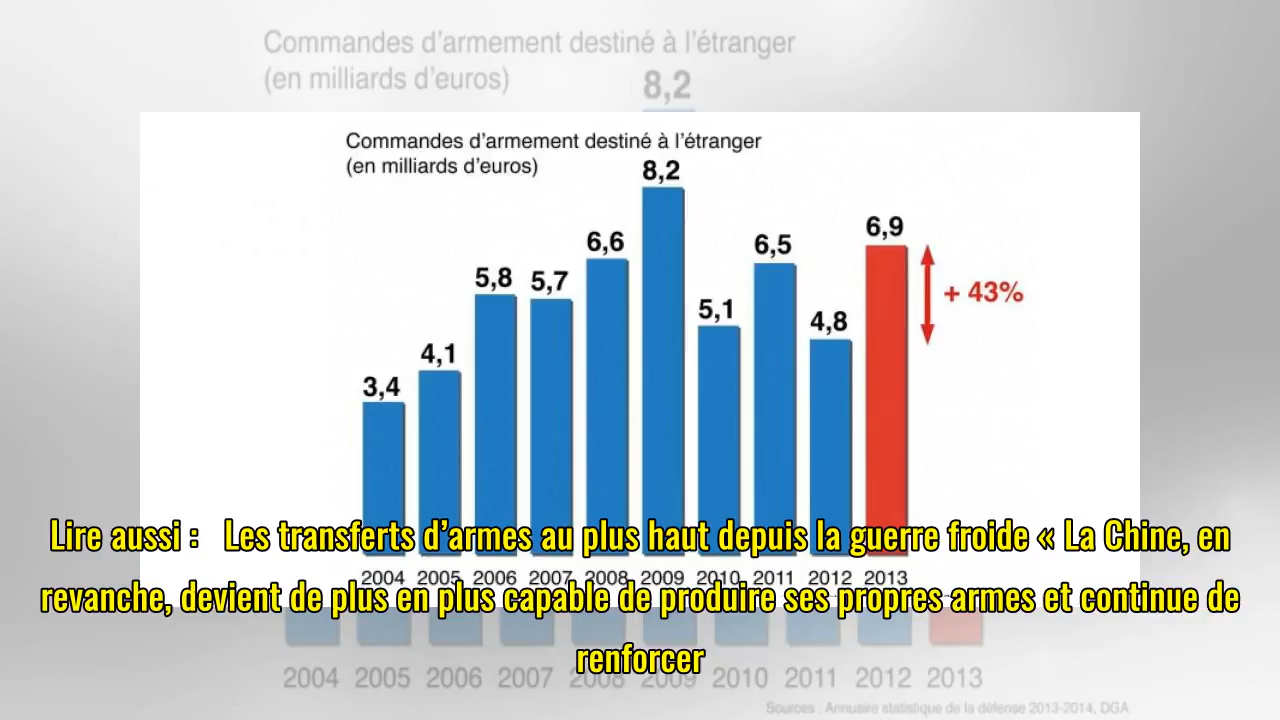 Commandes d’armement destiné à l’étranger
(en milliards d’euros)
8,2
Commandes d’armement destiné à l’étranger
(en milliards d’euros)
8,2
6,9
6,6
6,5
5,8
5,7
+ 43%
5,1
4,8
4,1
3,4
Lire aussi : Les transferts d’armes au plus haut depuis la guerre froide « La Chine, en
2004 2005 2006 2007 2008 2009 2010 2011 2012 2013
revanche, devient de plus en plus capable de produire ses propres armes et continue de
renforcer
2004 2005 2006 2007 2008 2009 2010 2011 2012 2013
Sources : Annuaire statistique de la défense 2013-2014, DGA